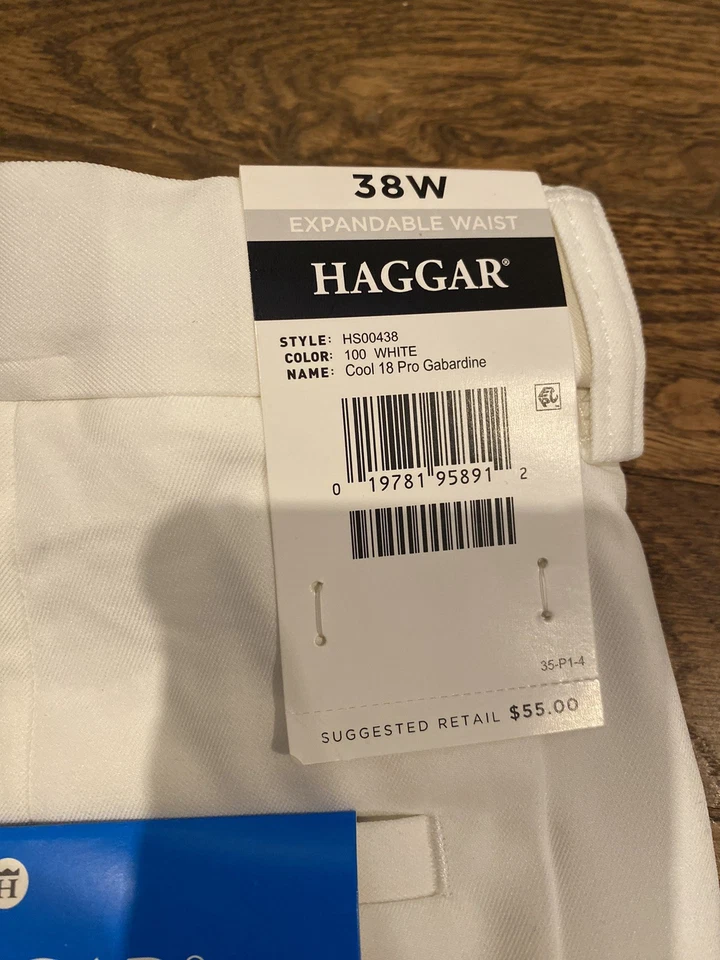 38W
EXPANDABLE WAIST
HAGGAR®
STYLE: HS00438
COLOR: 100 WHITE
NAME: Cool 18 Pro Gabardine
0 19781 95891 2
35-P1-4
SUGGESTED RETAIL $55.00
H